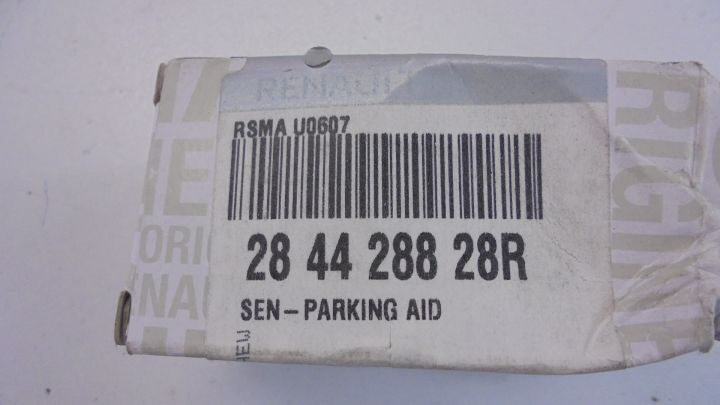 RENAULT
RSMA U0607
28 44 288 28R
SEN-PARKING AID